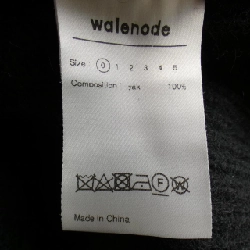 walenode
Size : 0 1 2 3 4 5
Composition : 100%
Made in China